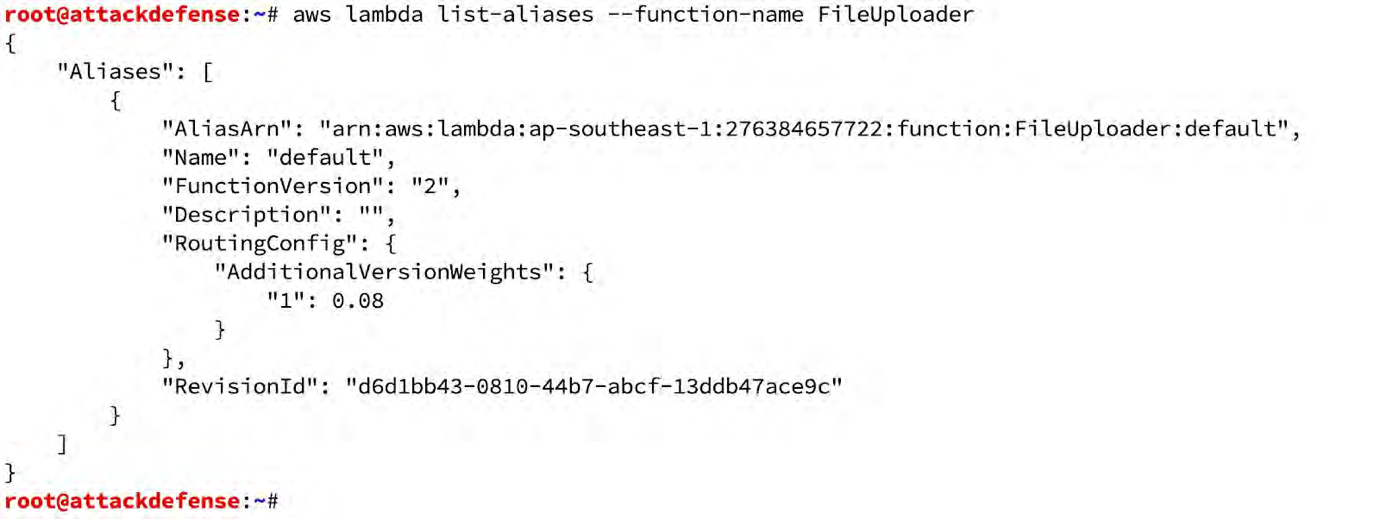 root@attackdefense:~# aws lambda list-aliases --function-name FileUploader
{
    "Aliases": [
        {
            "AliasArn": "arn:aws:lambda:ap-southeast-1:276384657722:function:FileUploader:default",
            "Name": "default",
            "FunctionVersion": "2",
            "Description": "",
            "RoutingConfig": {
                "AdditionalVersionWeights": {
                    "1": 0.08
                }
            },
            "RevisionId": "d6d1bb43-0810-44b7-abcf-13ddb47ace9c"
        }
    ]
}
root@attackdefense:~#